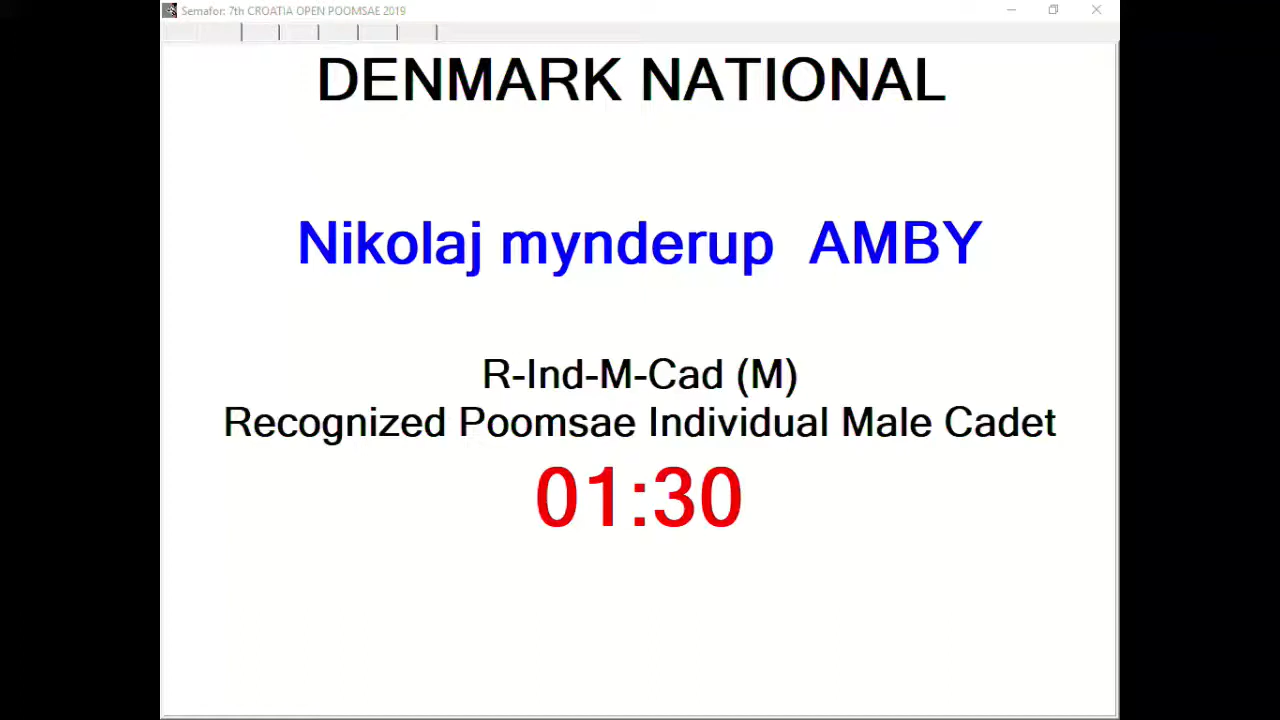 Semafor: 7th CROATIA OPEN POOMSAE 2019
DENMARK NATIONAL
Nikolaj mynderup AMBY
R-Ind-M-Cad (M)
Recognized Poomsae Individual Male Cadet
01:30